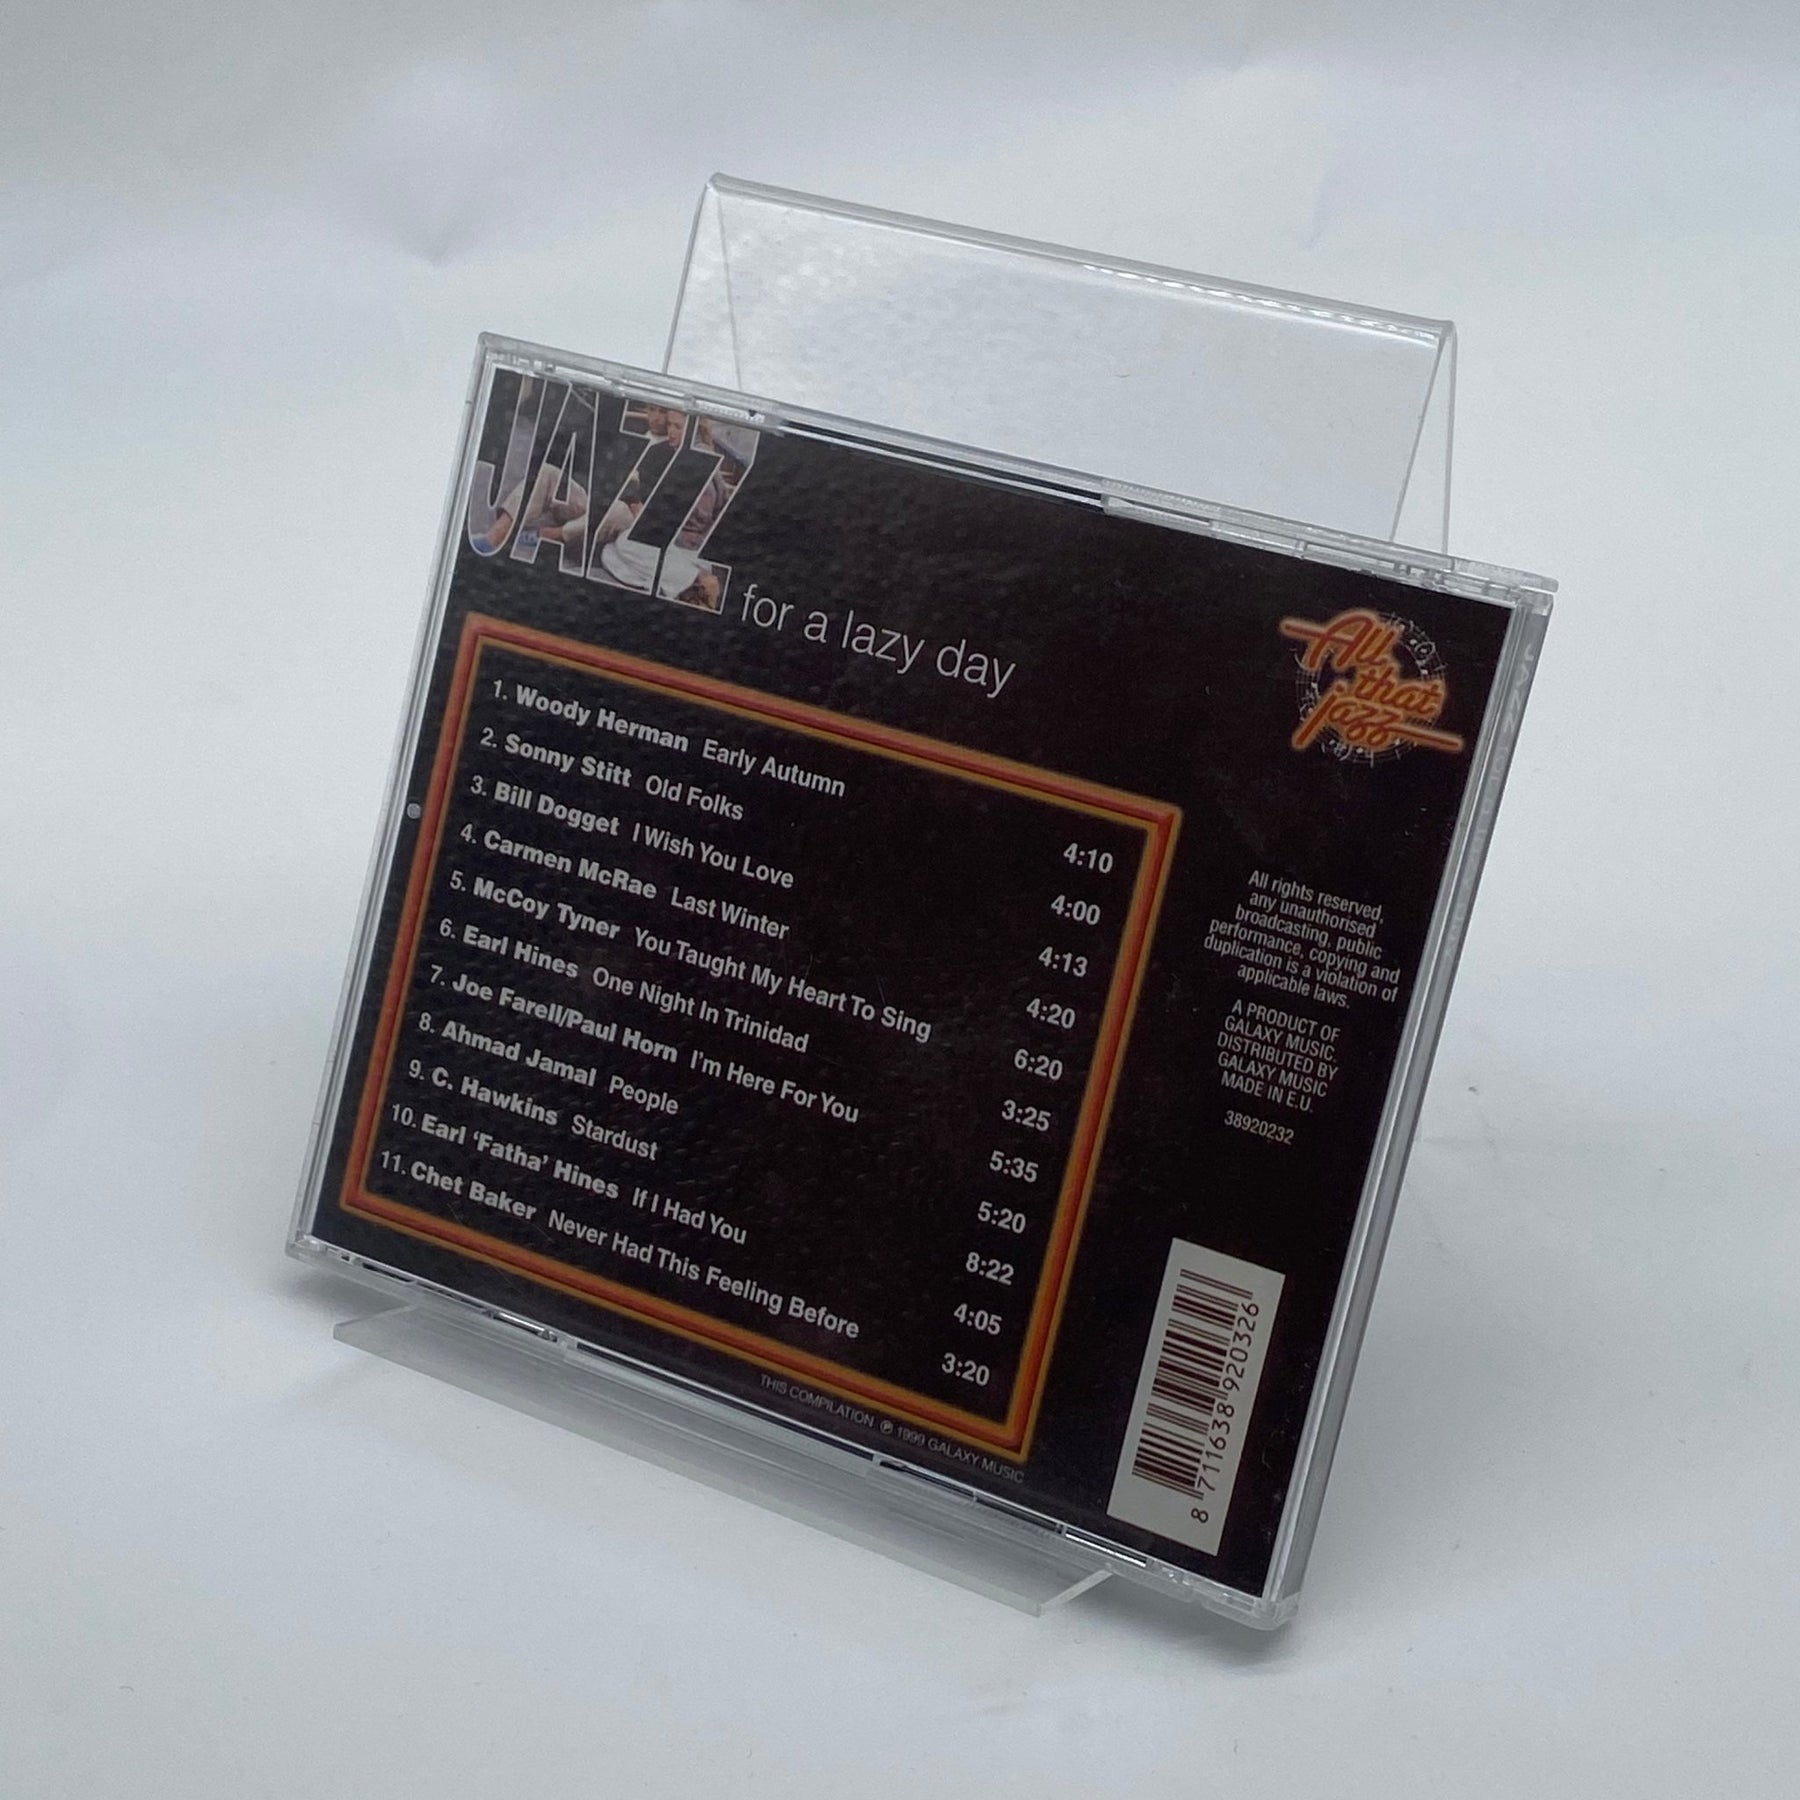 JAZZ for a lazy day
All
that
jazz
1. Woody Herman Early Autumn 4:10
2. Sonny Stitt Old Folks 4:00
3. Bill Dogget I Wish You Love 4:13
4. Carmen McRae Last Winter 4:20
5. McCoy Tyner You Taught My Heart To Sing 6:20
6. Earl Hines One Night In Trinidad 3:25
7. Joe Farell/Paul Horn I'm Here For You 5:35
8. Ahmad Jamal People 5:20
9. C. Hawkins Stardust 8:22
10. Earl 'Fatha' Hines If I Had You 4:05
11. Chet Baker Never Had This Feeling Before 3:20
THIS COMPILATION ℗ 1999 GALAXY MUSIC
All rights reserved,
any unauthorised
broadcasting, public
performance, copying and
duplication is a violation of
applicable laws.
A PRODUCT OF
GALAXY MUSIC.
DISTRIBUTED BY
GALAXY MUSIC
MADE IN E.U.
38920232
8 711638 920326